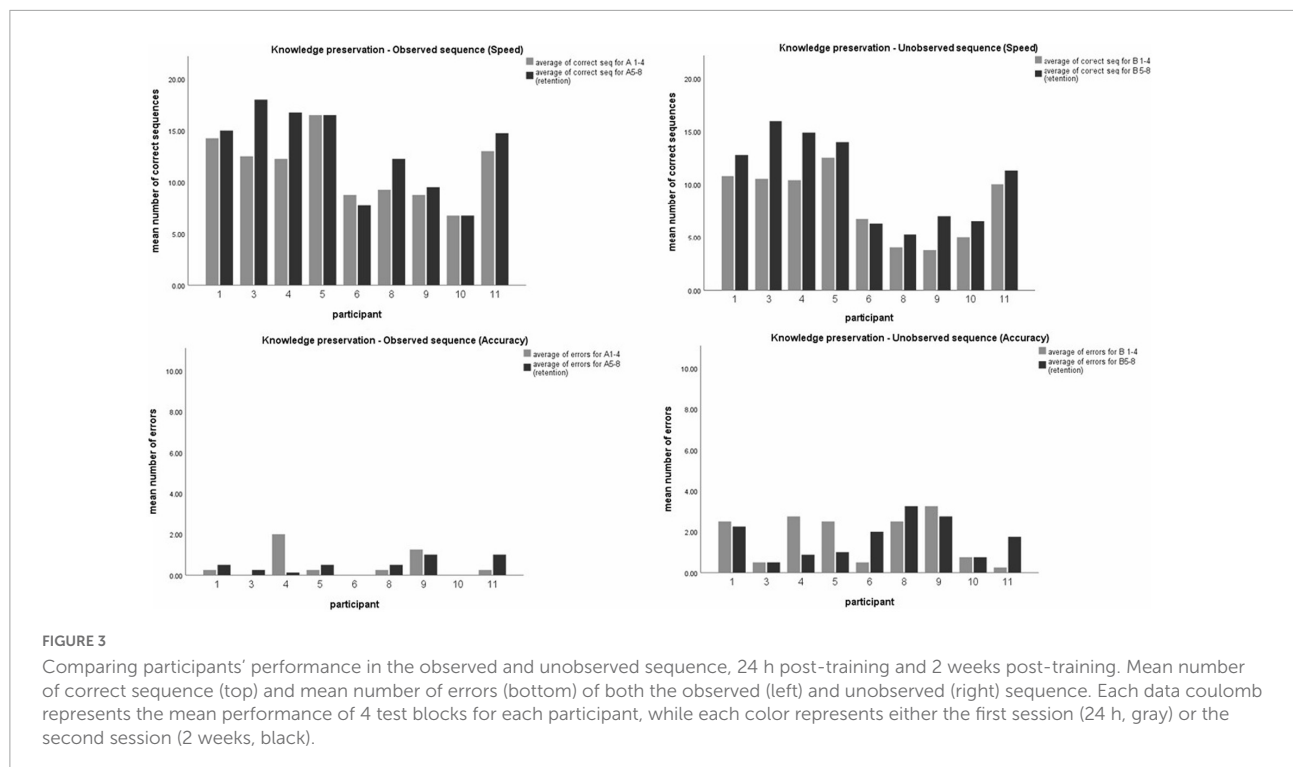 Knowledge preservation - Observed sequence (Speed)
average of correct seq for A 1-4
average of correct seq for A5-8
(retention)
20.00
15.00
10.00
5.00
0.00
mean number of correct sequences
1 3 4 5 6 8 9 10 11
participant
Knowledge preservation - Unobserved sequence (Speed)
average of correct seq for B 1-4
average of correct seq for B 5-8
(retention)
20.00
15.00
10.00
5.00
0.00
mean number of correct sequences
1 3 4 5 6 8 9 10 11
participant
Knowledge preservation - Observed sequence (Accuracy)
average of errors for A1-4
average of errors for A5-8
(retention)
10.00
8.00
6.00
4.00
2.00
0.00
mean number of errors
1 3 4 5 6 8 9 10 11
participant
Knowledge preservation - Unobserved sequence (Accuracy)
average of errors for B 1-4
average of errors for B5-8
(retention)
10.00
8.00
6.00
4.00
2.00
0.00
mean number of errors
1 3 4 5 6 8 9 10 11
participant
FIGURE 3
Comparing participants' performance in the observed and unobserved sequence, 24 h post-training and 2 weeks post-training. Mean number
of correct sequence (top) and mean number of errors (bottom) of both the observed (left) and unobserved (right) sequence. Each data coulomb
represents the mean performance of 4 test blocks for each participant, while each color represents either the first session (24 h, gray) or the
second session (2 weeks, black).